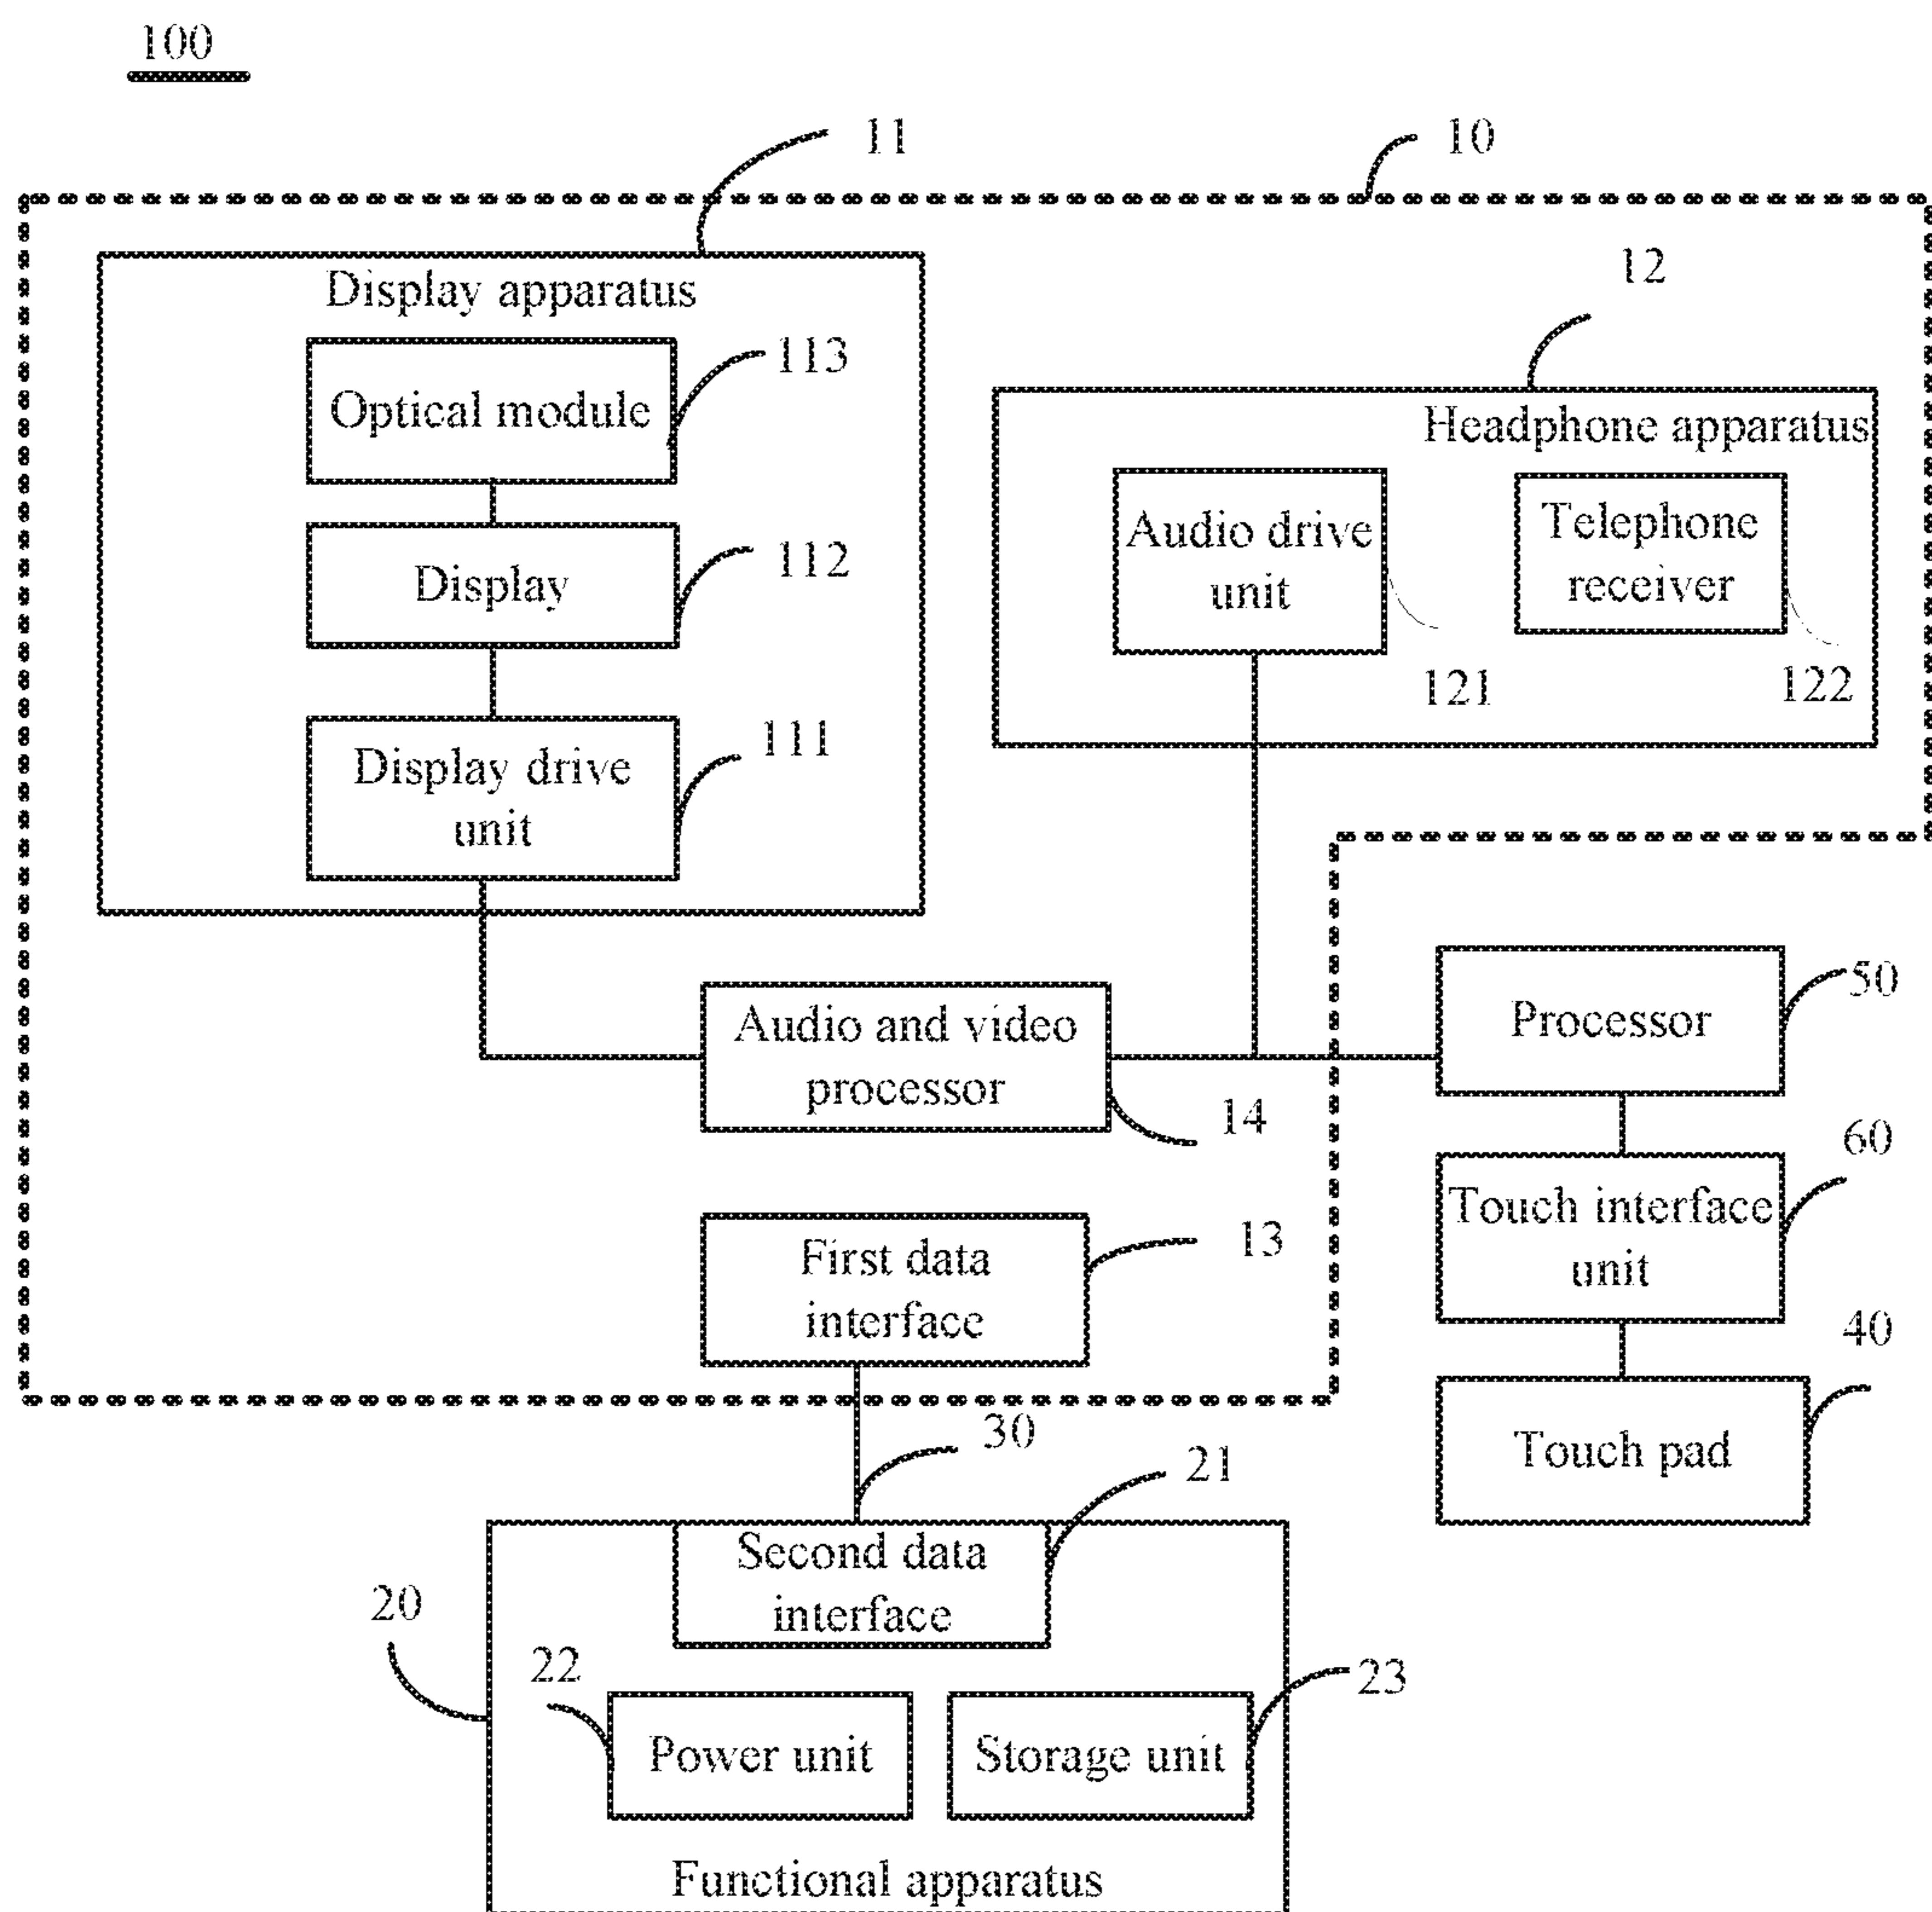 100
11
10
Display apparatus
12
113
Optical module
Headphone apparatus
112
Display
Audio drive
unit
Telephone
receiver
121
122
111
Display drive
unit
50
Processor
Audio and video
processor
14
60
Touch interface
unit
13
First data
interface
40
Touch pad
30
21
Second data
interface
20
22
23
Power unit
Storage unit
Functional apparatus